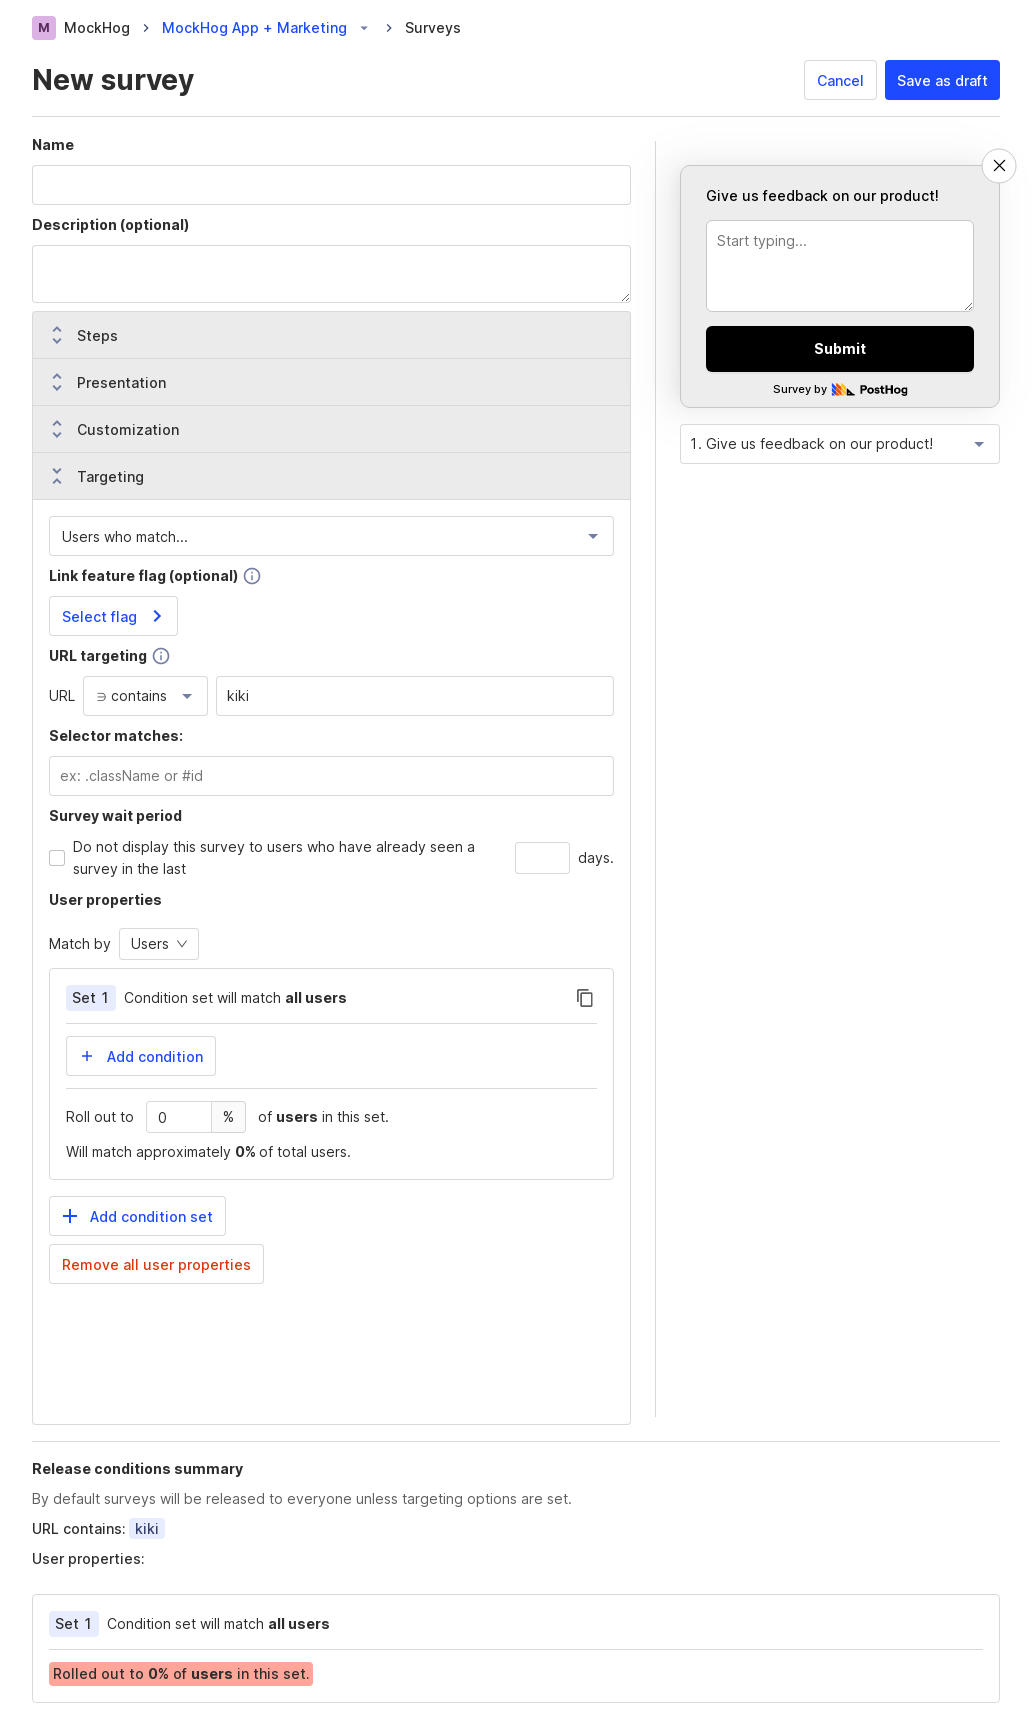 M MockHog MockHog App + Marketing Surveys
New survey
Cancel Save as draft
Name
Description (optional)
Steps
Presentation
Customization
Targeting
Users who match...
Link feature flag (optional)
Select flag
URL targeting
URL ∋ contains kiki
Selector matches:
ex: .className or #id
Survey wait period
Do not display this survey to users who have already seen a
survey in the last
days.
User properties
Match by Users
Set 1 Condition set will match all users
Add condition
Roll out to 0 % of users in this set.
Will match approximately 0% of total users.
Add condition set
Remove all user properties
Give us feedback on our product!
Start typing...
Submit
Survey by PostHog
1. Give us feedback on our product!
Release conditions summary
By default surveys will be released to everyone unless targeting options are set.
URL contains: kiki
User properties:
Set 1 Condition set will match all users
Rolled out to 0% of users in this set.